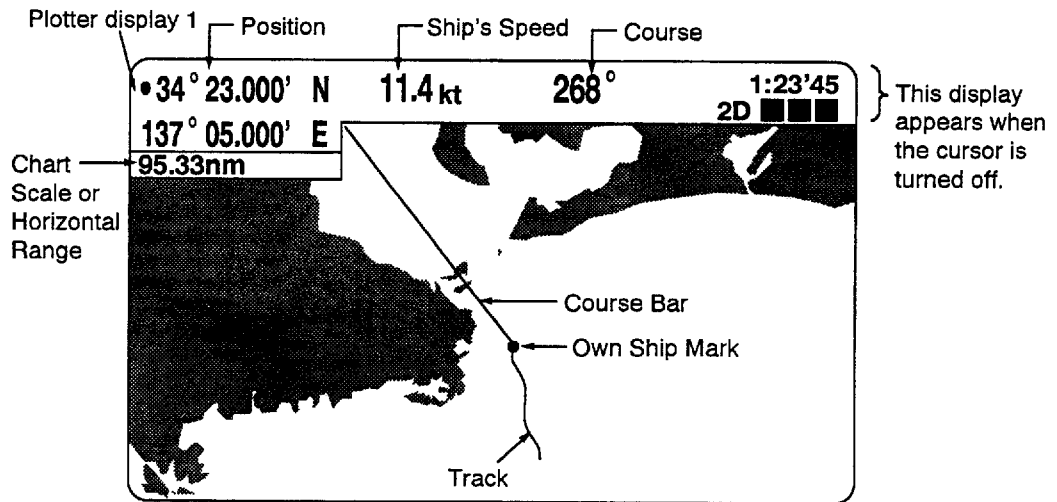 Plotter display 1
Position
Ship's Speed
Course
•34° 23.000' N 11.4 kt 268° 1:23'45
137° 05.000' E 2D
95.33nm
This display
appears when
the cursor is
turned off.
Chart
Scale or
Horizontal
Range
Course Bar
Own Ship Mark
Track